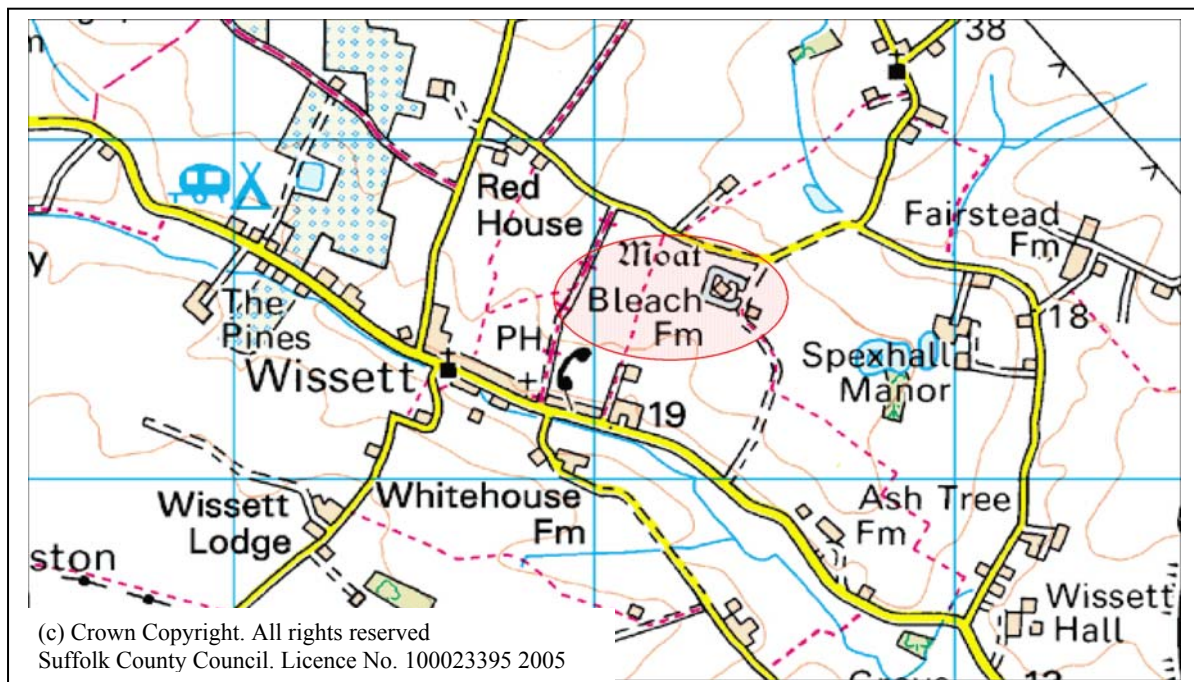 38
Red
House
Fairstead
Fm
Moat
Bleach
Fm
The
Pines
PH
18
Wissett
Spexhall
Manor
19
Wissett
Lodge
Whitehouse
Fm
Ash Tree
Fm
ston
Wissett
Hall
13
(c) Crown Copyright. All rights reserved
Suffolk County Council. Licence No. 100023395 2005